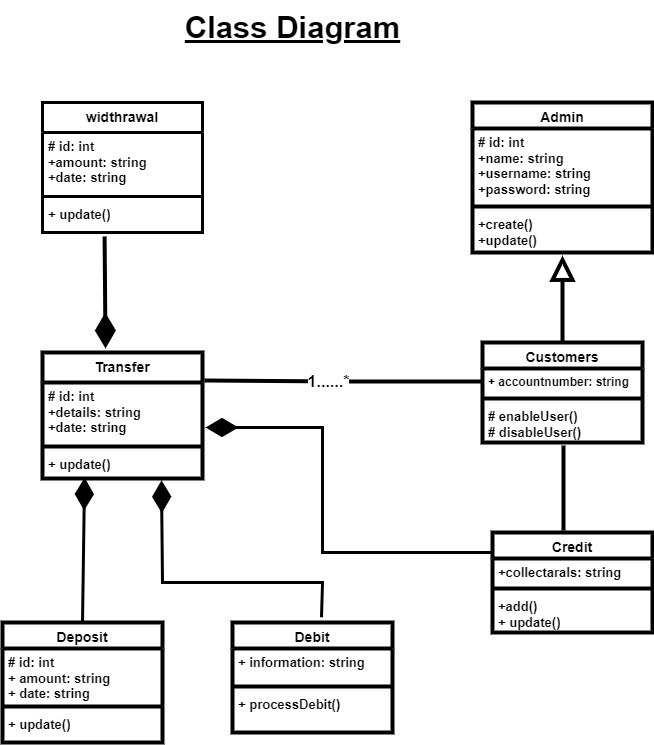 Class Diagram
widthrawal
# id: int
+amount: string
+date: string
+ update()
Admin
# id: int
+name: string
+username: string
+password: string
+create()
+update()
Transfer
# id: int
+details: string
+date: string
+ update()
1......*
Customers
+ accountnumber: string
# enableUser()
# disableUser()
Credit
+collectarals: string
+add()
+ update()
Deposit
# id: int
+ amount: string
+ date: string
+ update()
Debit
+ information: string
+ processDebit()